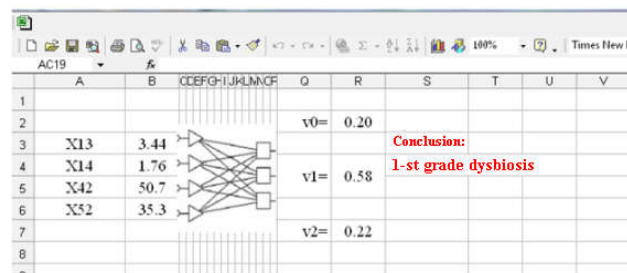 100%
Times New
AC19 fx
A B C D E F G H I J K L M N O P Q R S T U V
1
2 v0= 0.20
3 X13 3.44 Conclusion:
4 X14 1.76 1-st grade dysbiosis
v1= 0.58
5 X42 50.7
6 X52 35.3
7 v2= 0.22
8